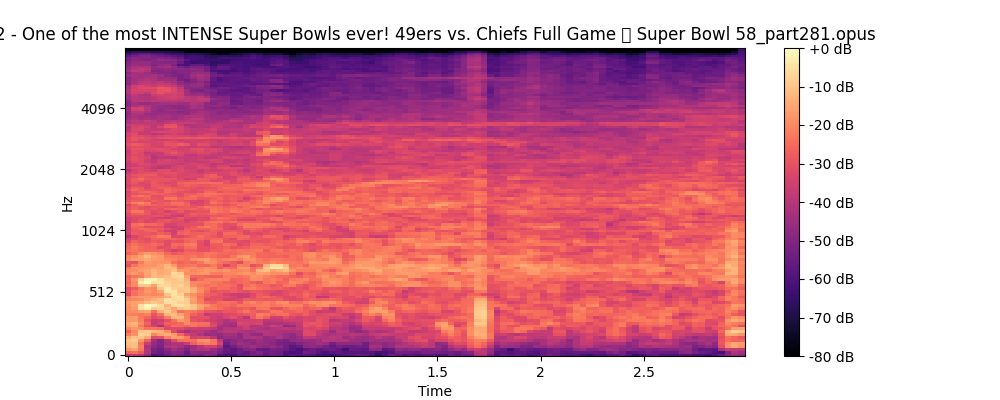 2 - One of the most INTENSE Super Bowls ever! 49ers vs. Chiefs Full Game 🏈 Super Bowl 58_part281.opus
+0 dB
4096
-10 dB
-20 dB
2048
-30 dB
Hz
-40 dB
1024
-50 dB
512
-60 dB
-70 dB
0
-80 dB
0 0.5 1 1.5 2 2.5
Time